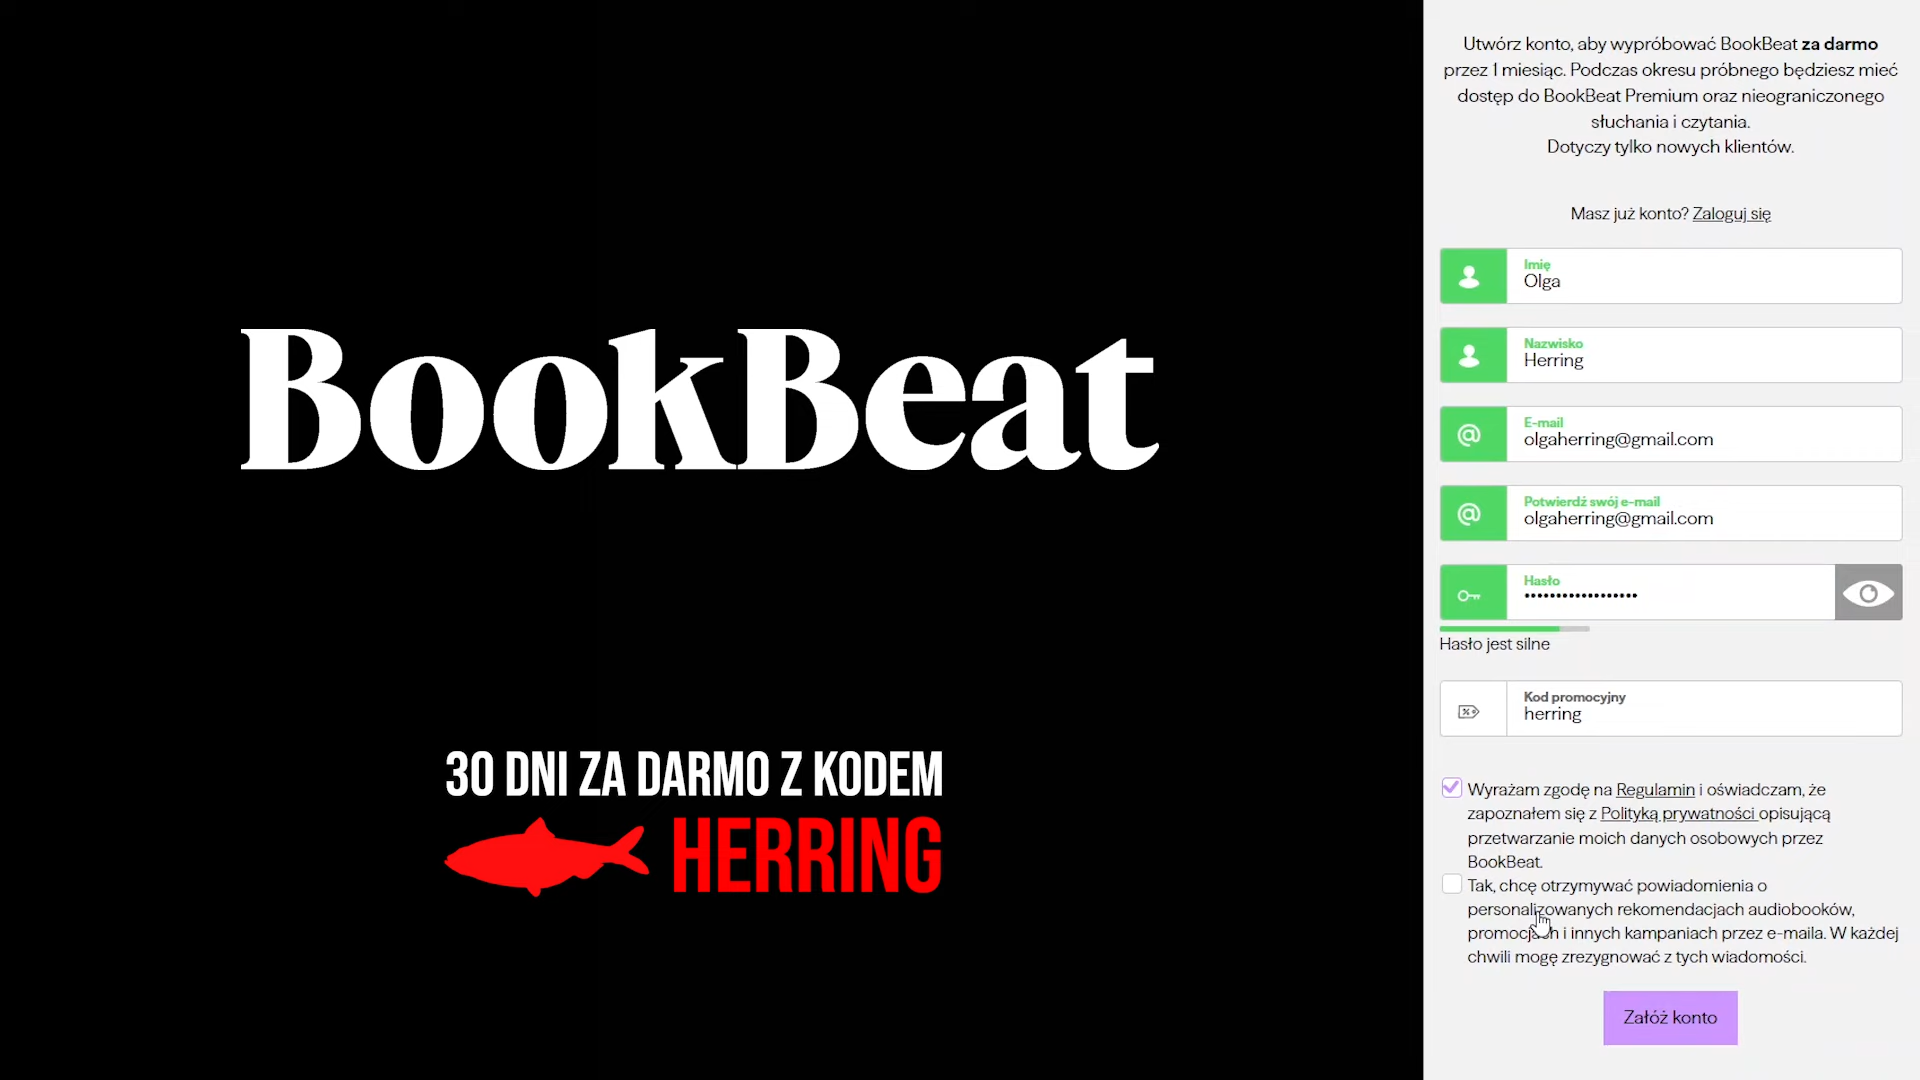 BookBeat
30 DNI ZA DARMO Z KODEM
HERRING
Utwórz konto, aby wypróbować BookBeat za darmo
przez 1 miesiąc. Podczas okresu próbnego będziesz mieć
dostęp do BookBeat Premium oraz nieograniczonego
słuchania i czytania.
Dotyczy tylko nowych klientów.
Masz już konto? Zaloguj się
Imię
Olga
Nazwisko
Herring
E-mail
olgaherring@gmail.com
Potwierdź swój e-mail
olgaherring@gmail.com
Hasło
••••••••••••••••••
Hasło jest silne
Kod promocyjny
herring
Wyrażam zgodę na Regulamin i oświadczam, że
zapoznałem się z Polityką prywatności opisującą
przetwarzanie moich danych osobowych przez
BookBeat.
Tak, chcę otrzymywać powiadomienia o
personalizowanych rekomendacjach audiobooków,
promocjach i innych kampaniach przez e-maila. W każdej
chwili mogę zrezygnować z tych wiadomości.
Załóż konto